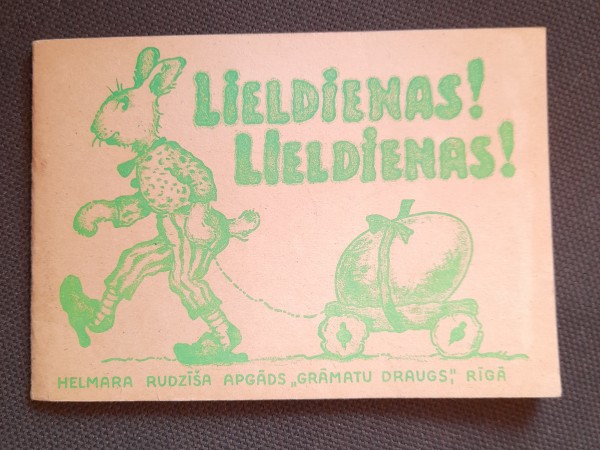 LIELDIENAS!
LIELDIENAS!
HELMARA RUDZĪŠA APGĀDS „GRĀMATU DRAUGS", RĪGĀ